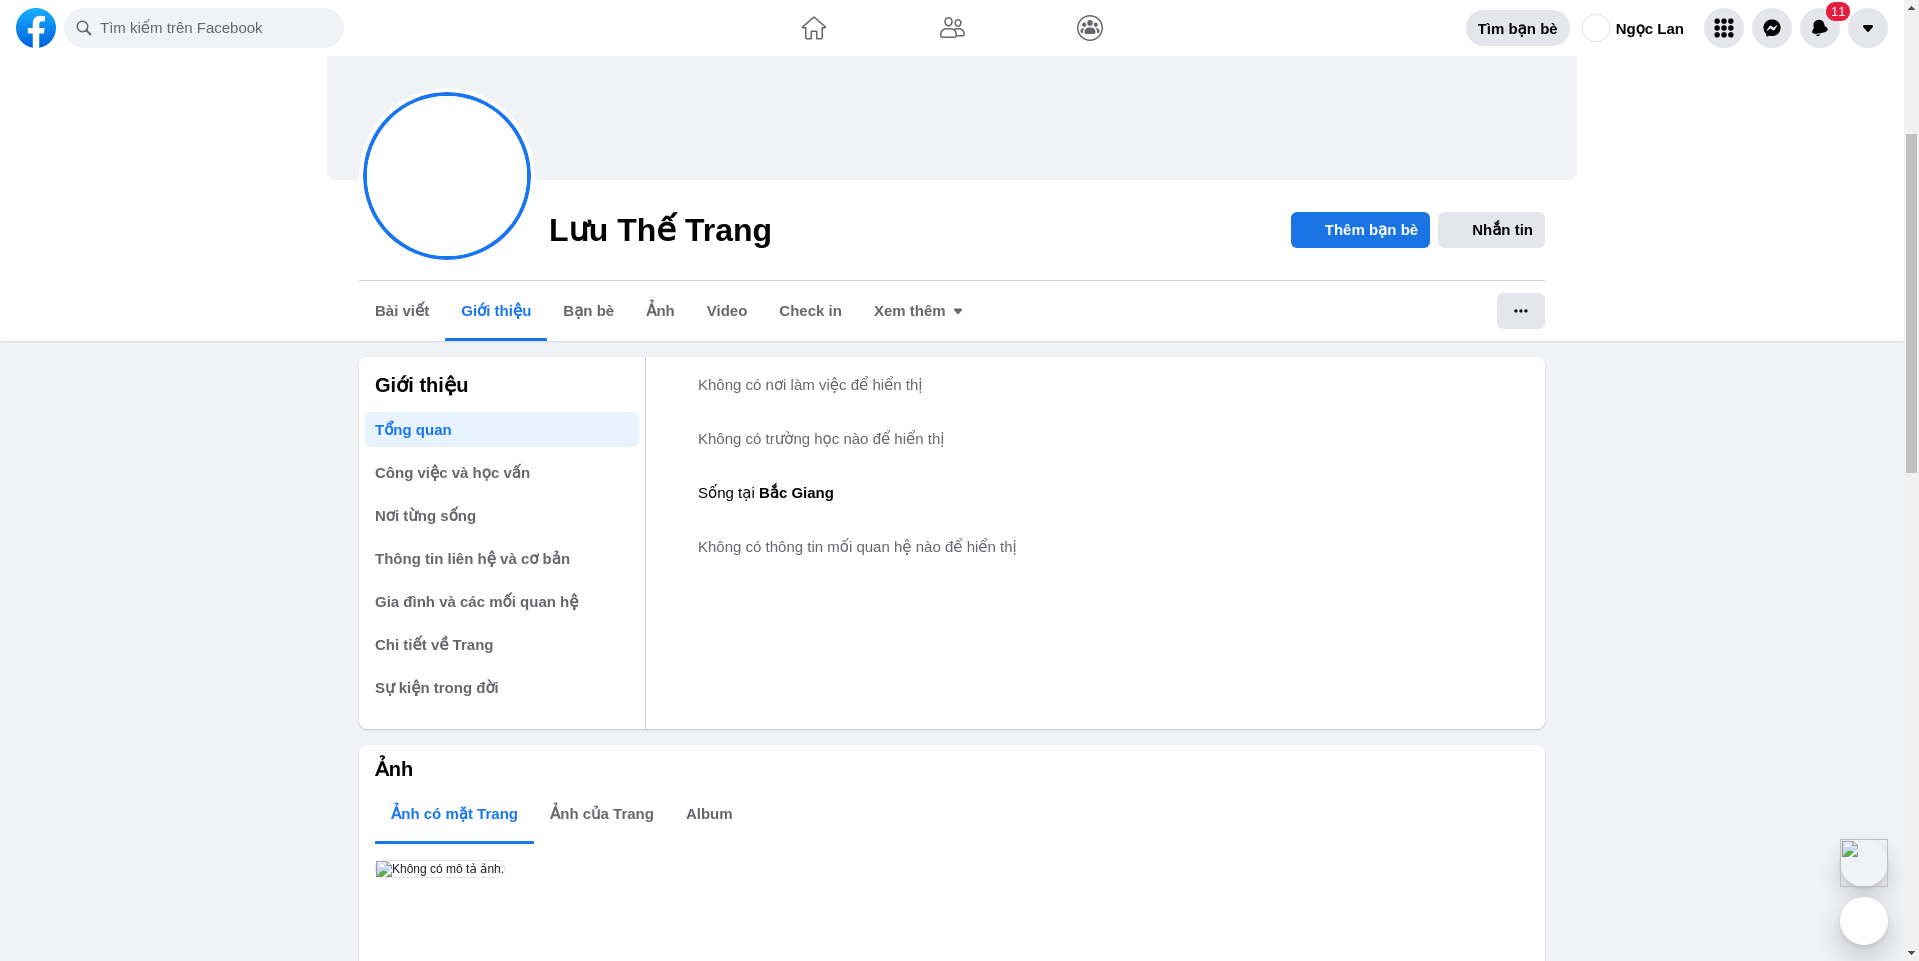 Tìm kiếm trên Facebook
Tìm bạn bè
Ngọc Lan
11
Lưu Thế Trang
Thêm bạn bè
Nhắn tin
Bài viết
Giới thiệu
Bạn bè
Ảnh
Video
Check in
Xem thêm
Giới thiệu
Tổng quan
Công việc và học vấn
Nơi từng sống
Thông tin liên hệ và cơ bản
Gia đình và các mối quan hệ
Chi tiết về Trang
Sự kiện trong đời
Không có nơi làm việc để hiển thị
Không có trường học nào để hiển thị
Sống tại Bắc Giang
Không có thông tin mối quan hệ nào để hiển thị
Ảnh
Ảnh có mặt Trang
Ảnh của Trang
Album
Không có mô tả ảnh.